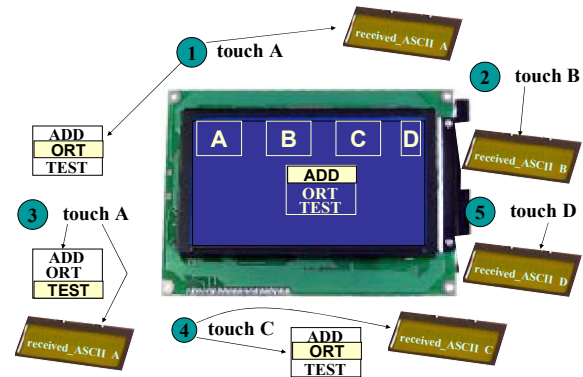 received_ASCII A
1 touch A
2 touch B
ADD
ORT
TEST
A B C D
ADD
ORT
TEST
received_ASCII B
3 touch A
ADD
ORT
TEST
5 touch D
received_ASCII D
received_ASCII A
4 touch C
ADD
ORT
TEST
received_ASCII C